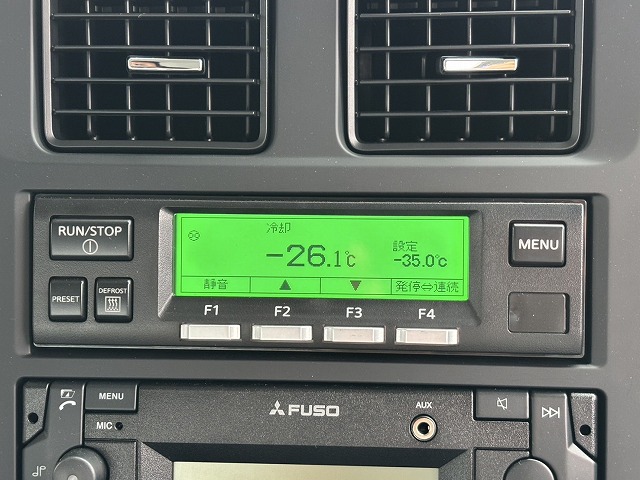 RUN/STOP
冷却
-26.1℃
設定
-35.0℃
MENU
PRESET
DEFROST
静音 ▲ ▼ 発停⇔連続
F1 F2 F3 F4
MENU
MIC
FUSO
AUX